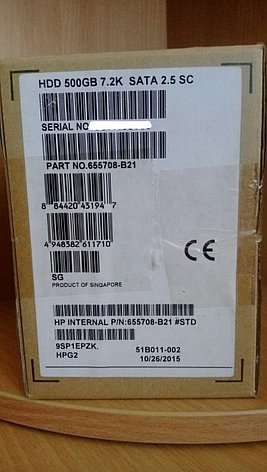 HDD 500GB 7.2K SATA 2.5 SC
SERIAL NO
PART NO.655708-B21
8 84420 43194 7
4 948382 611710
CE
SG
PRODUCT OF SINGAPORE
HP INTERNAL P/N:655708-B21 #STD
9SP1EPZK. 51B011-002
HPG2 10/26/2015